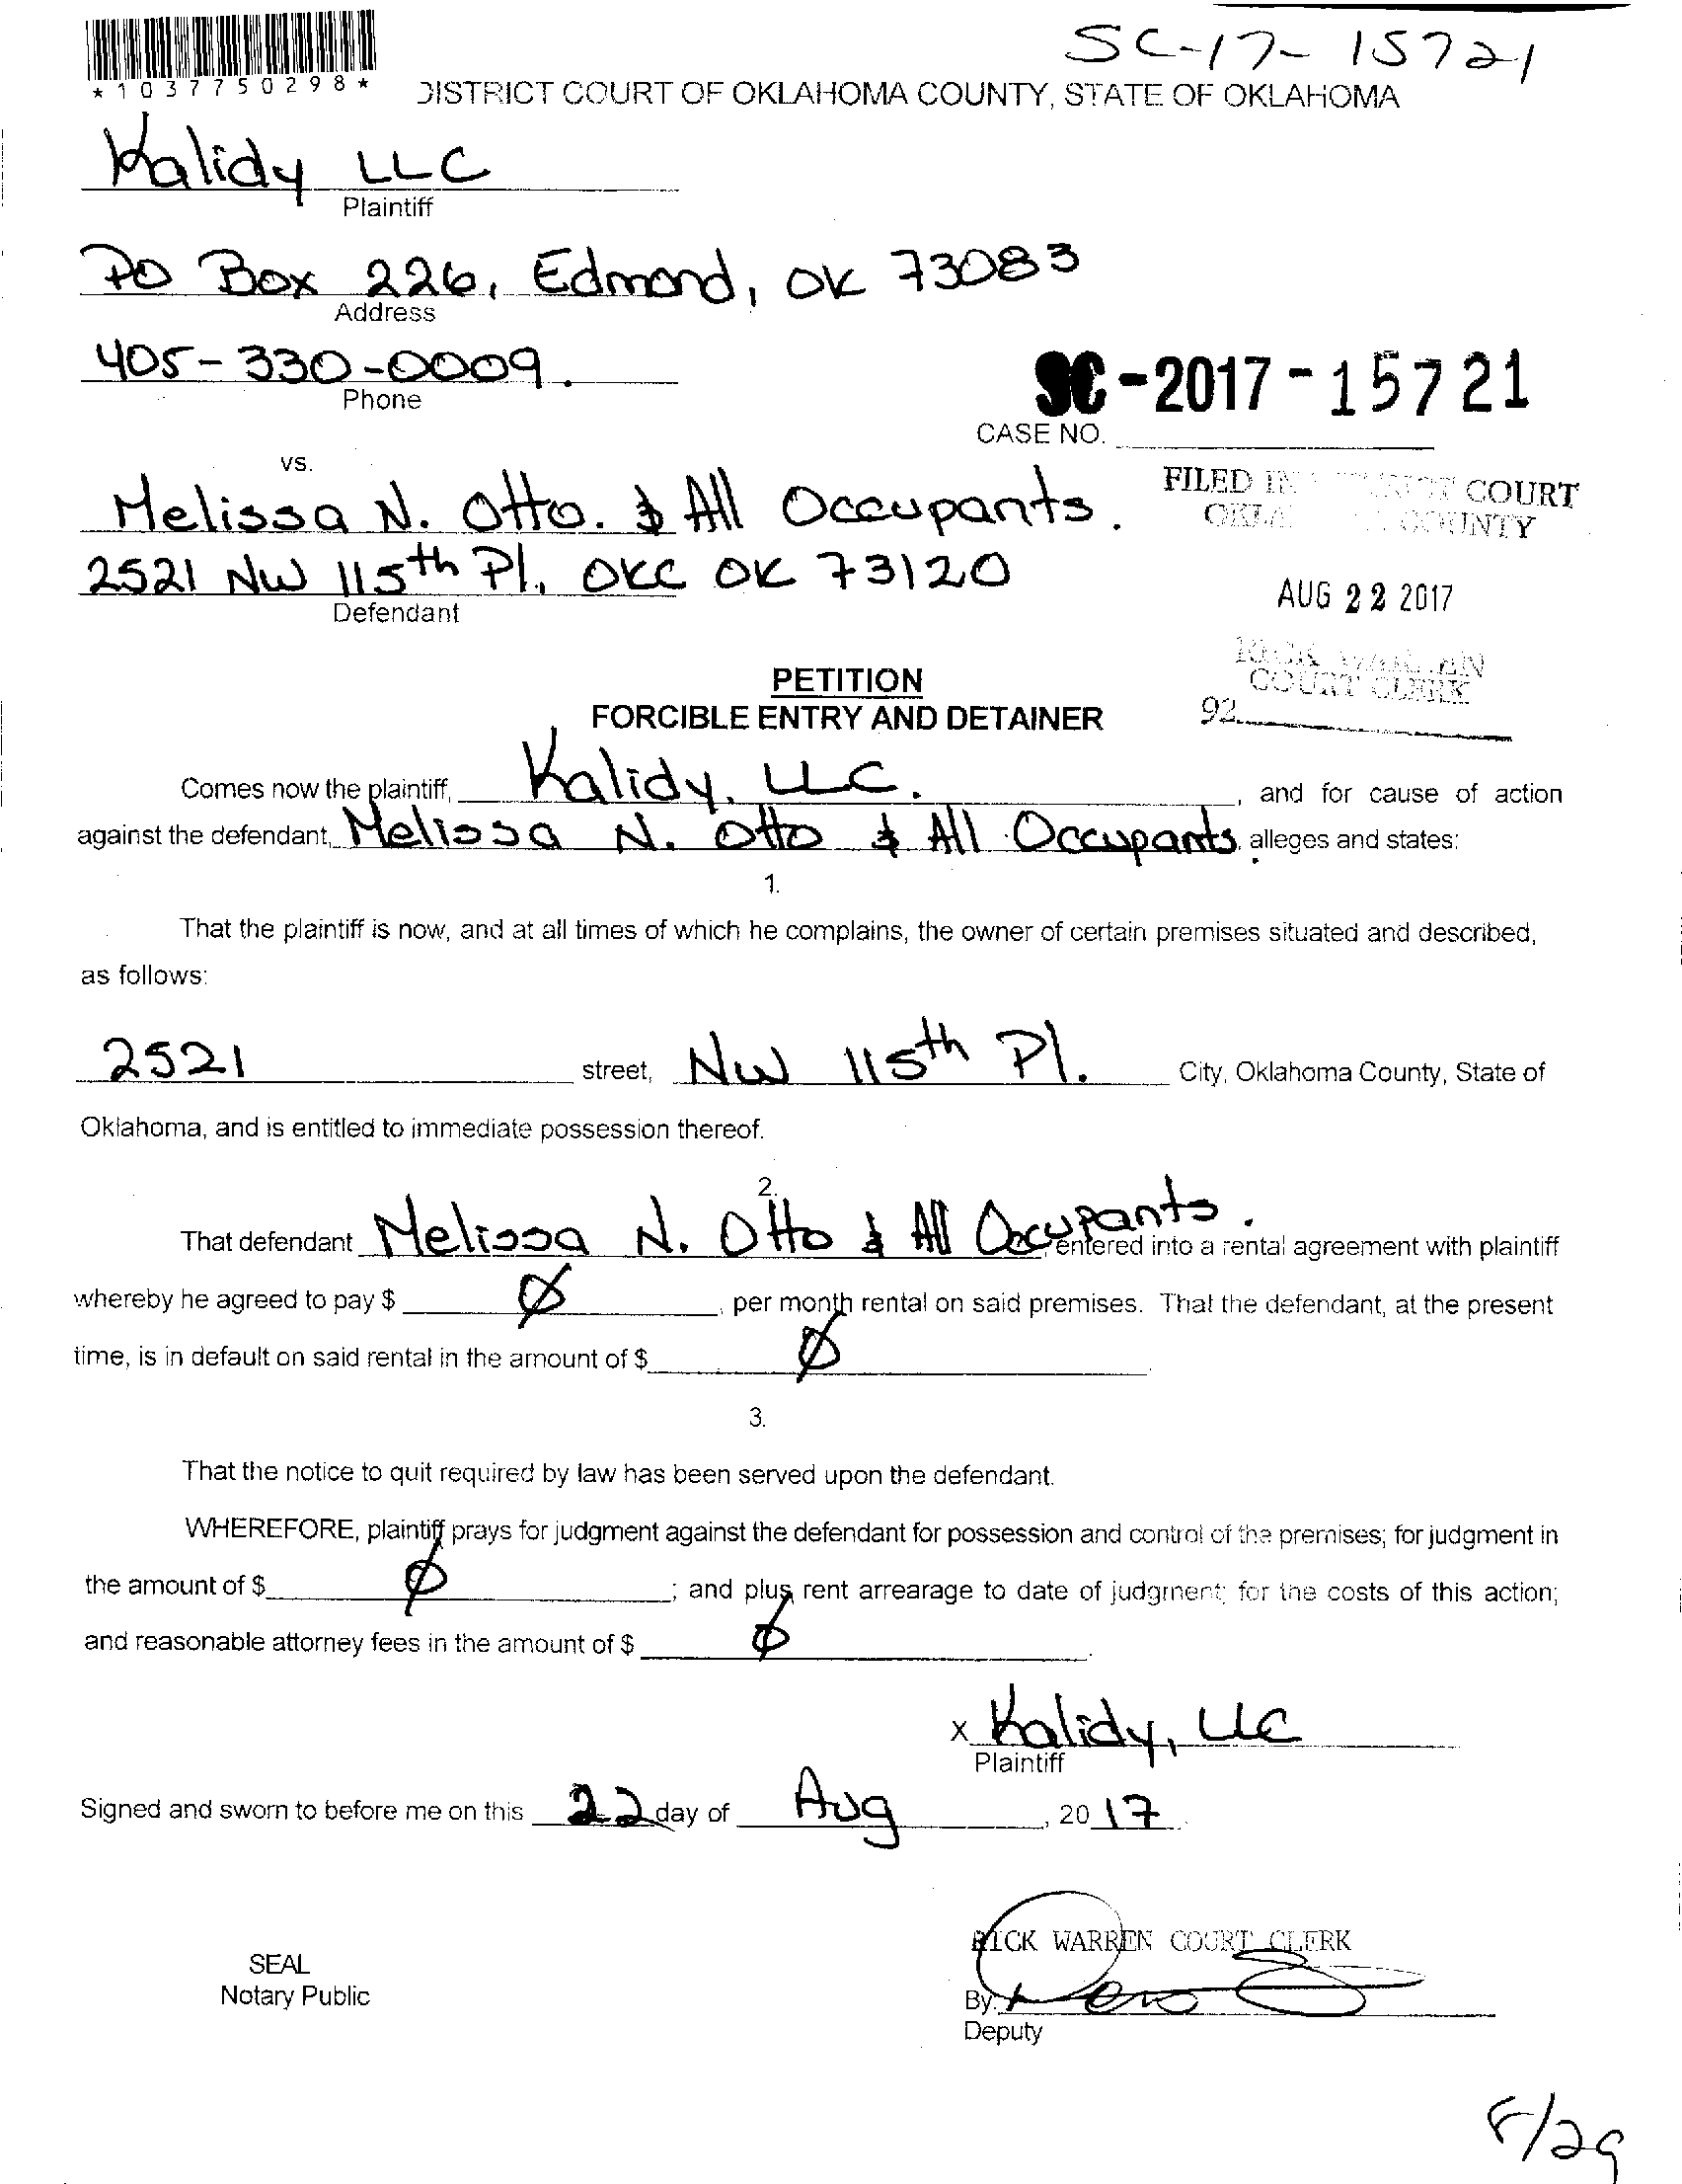 SC-17-15721
*1037750298*
DISTRICT COURT OF OKLAHOMA COUNTY, STATE OF OKLAHOMA
Kalidy LLC
Plaintiff
PO Box 226, Edmond, OK 73083
Address
405-330-0009.
Phone
SC-2017-15721
CASE NO.
vs.
Melissa N. Otto. & All Occupants.
FILED IN COURT
COUNTY
2521 NW 115th Pl., OKC OK 73120
Defendant
AUG 22 2017
COURT CLERK
92
PETITION
FORCIBLE ENTRY AND DETAINER
Comes now the plaintiff, Kalidy, LLC. , and for cause of action
against the defendant, Melissa N. Otto & All Occupants, alleges and states:
1.
That the plaintiff is now, and at all times of which he complains, the owner of certain premises situated and described,
as follows:
2521 street, NW 115th Pl. City, Oklahoma County, State of
Oklahoma, and is entitled to immediate possession thereof.
2.
That defendant Melissa N. Otto & All Occupants. , entered into a rental agreement with plaintiff
whereby he agreed to pay $ Ø , per month rental on said premises. That the defendant, at the present
time, is in default on said rental in the amount of $ Ø .
3.
That the notice to quit required by law has been served upon the defendant.
WHEREFORE, plaintiff prays for judgment against the defendant for possession and control of the premises; for judgment in
the amount of $ Ø ; and plus rent arrearage to date of judgment; for the costs of this action;
and reasonable attorney fees in the amount of $ Ø .
X Kalidy, LLC
Plaintiff
Signed and sworn to before me on this 22 day of Aug , 20 17 .
RICK WARREN COURT CLERK
SEAL
Notary Public
By:
Deputy
8/29